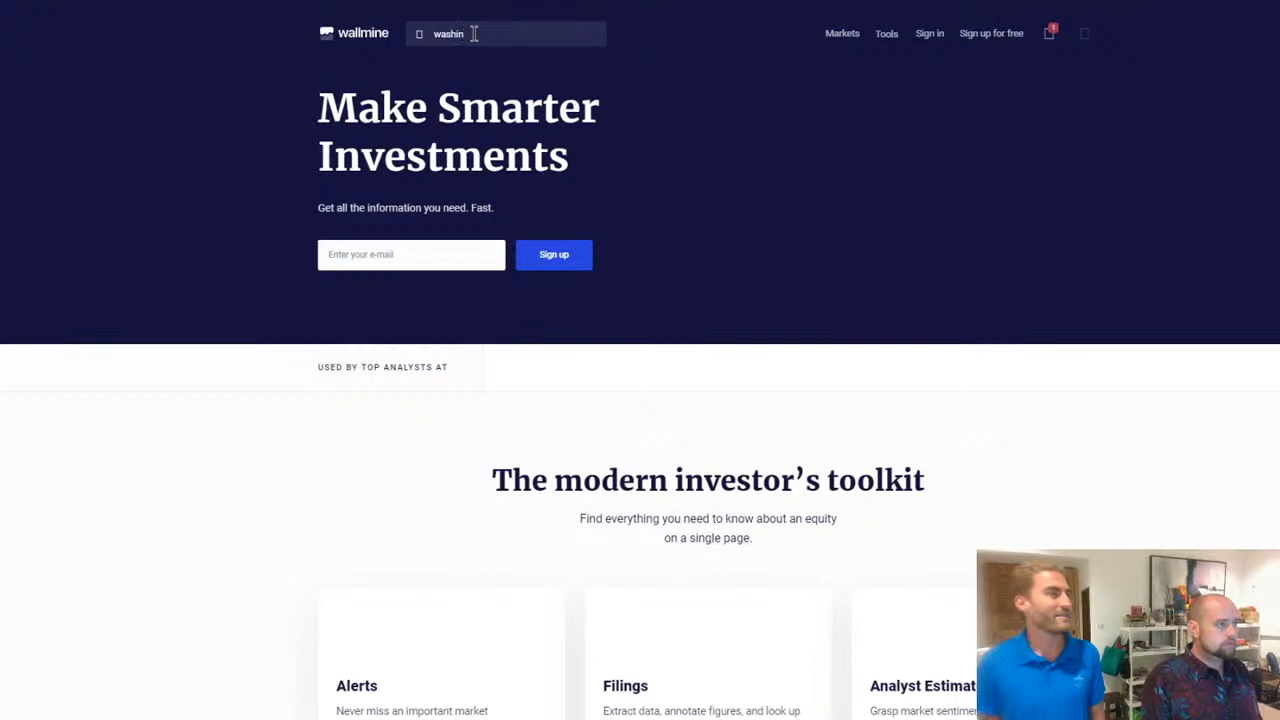 wallmine
washin
Markets
Tools
Sign in
Sign up for free
1
Make Smarter
Investments
Get all the information you need. Fast.
Enter your e-mail
Sign up
USED BY TOP ANALYSTS AT
The modern investor’s toolkit
Find everything you need to know about an equity
on a single page.
Alerts
Filings
Analyst Estimat
Never miss an important market
Extract data, annotate figures, and look up
Grasp market sentimen